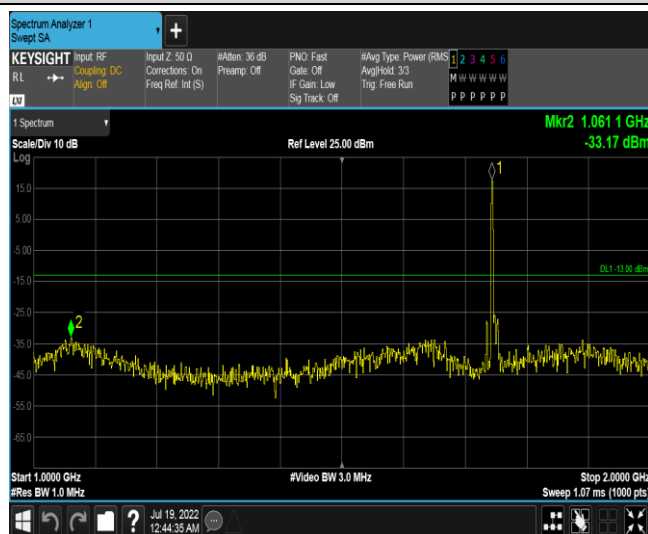 Spectrum Analyzer 1
Swept SA
+
KEYSIGHT
RL
LXI
Input: RF
Coupling: DC
Align: Off
Input Z: 50 Ω
Corrections: On
Freq Ref: Int (S)
#Atten: 36 dB
Preamp: Off
PNO: Fast
Gate: Off
IF Gain: Low
Sig Track: Off
#Avg Type: Power (RMS
Avg|Hold: 3/3
Trig: Free Run
1 2 3 4 5 6
M W W W W W
P P P P P P
1 Spectrum
Mkr2 1.061 1 GHz
Scale/Div 10 dB
Ref Level 25.00 dBm
-33.17 dBm
Log
1
15.0
5.00
-5.00
DL1 -13.00 dBm
-15.0
-25.0
2
-35.0
-45.0
-55.0
-65.0
Start 1.0000 GHz
#Video BW 3.0 MHz
Stop 2.0000 GHz
#Res BW 1.0 MHz
Sweep 1.07 ms (1000 pts)
?
Jul 19, 2022
12:44:35 AM